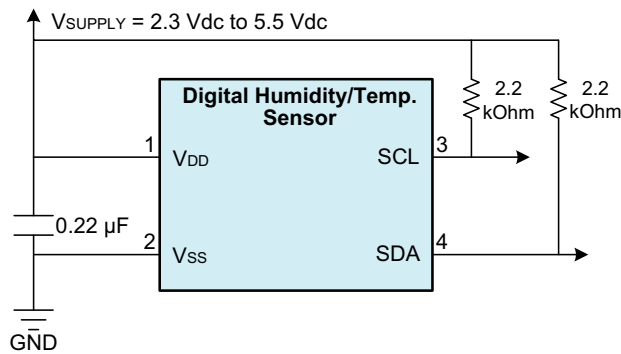 VSUPPLY = 2.3 Vdc to 5.5 Vdc
Digital Humidity/Temp.
Sensor
2.2
kOhm
2.2
kOhm
1
VDD
SCL
3
0.22 µF
2
VSS
SDA
4
GND